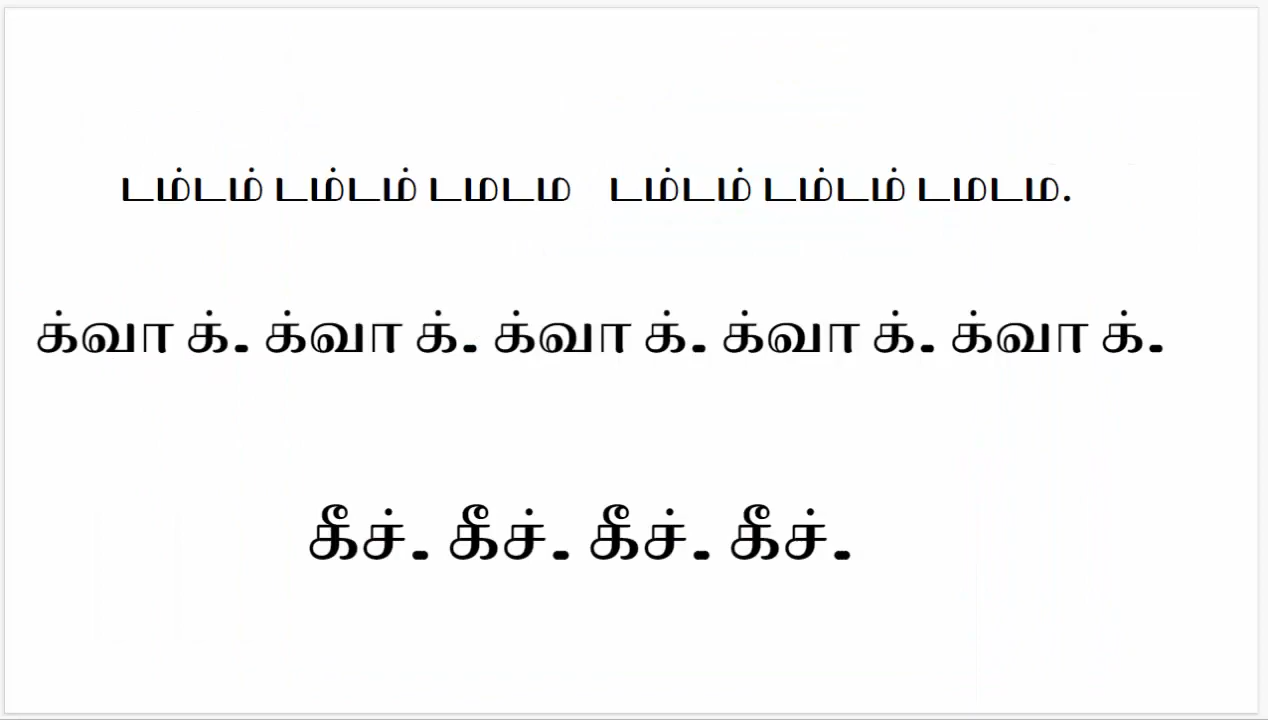 டம்டம் டம்டம் டமடம டம்டம் டம்டம் டமடம.
க்வா க். க்வா க். க்வா க். க்வா க். க்வா க்.
கீச். கீச். கீச். கீச்.